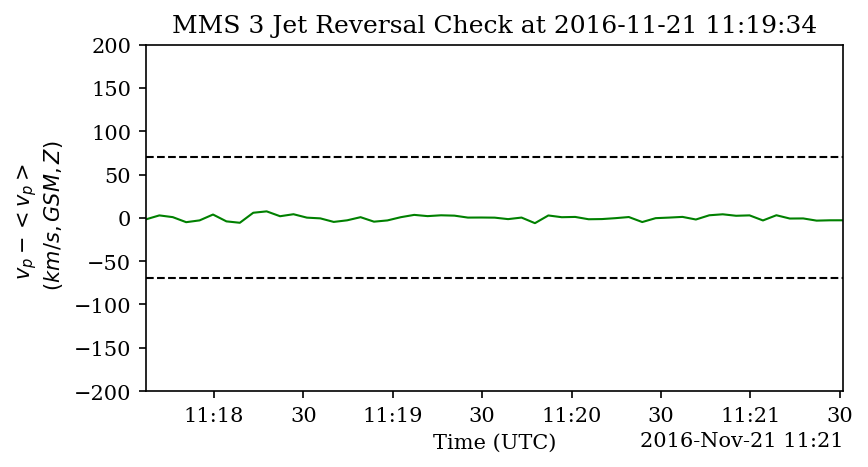 MMS 3 Jet Reversal Check at 2016-11-21 11:19:34
200
150
100
50
0
−50
−100
−150
−200
v_p − < v_p >
(km/s, GSM, Z)
11:18 30 11:19 30 11:20 30 11:21 30
Time (UTC)
2016-Nov-21 11:21